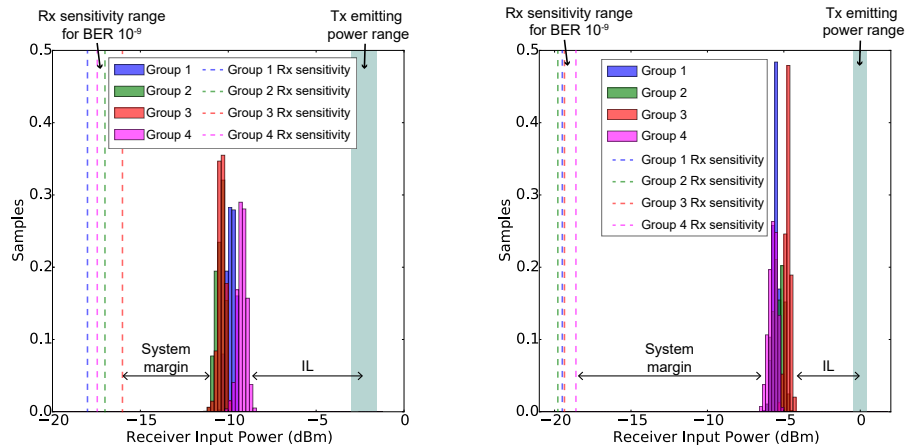 Rx sensitivity range
for BER 10⁻⁹
Tx emitting
power range
0.5
0.4
0.3
0.2
0.1
0.0
Samples
Group 1
Group 2
Group 3
Group 4
Group 1 Rx sensitivity
Group 2 Rx sensitivity
Group 3 Rx sensitivity
Group 4 Rx sensitivity
System
margin
IL
−20
−15
−10
−5
0
Receiver Input Power (dBm)
Rx sensitivity range
for BER 10⁻⁹
Tx emitting
power range
0.5
0.4
0.3
0.2
0.1
0.0
Samples
Group 1
Group 2
Group 3
Group 4
Group 1 Rx sensitivity
Group 2 Rx sensitivity
Group 3 Rx sensitivity
Group 4 Rx sensitivity
System
margin
IL
−20
−15
−10
−5
0
Receiver Input Power (dBm)